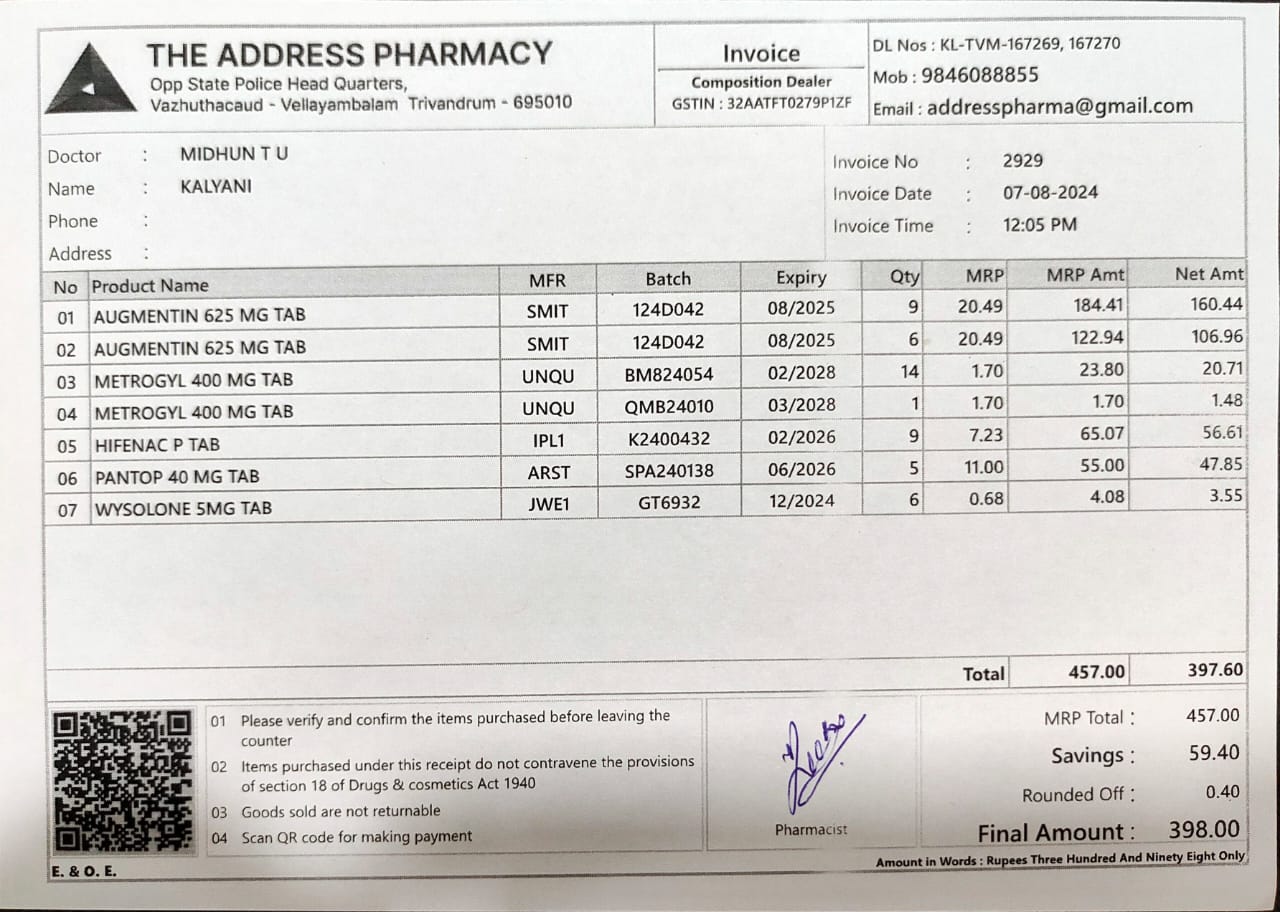 THE ADDRESS PHARMACY
Opp State Police Head Quarters,
Vazhuthacaud - Vellayambalam Trivandrum - 695010
Invoice
Composition Dealer
GSTIN : 32AATFT0279P1ZF
DL Nos : KL-TVM-167269, 167270
Mob : 9846088855
Email : addresspharma@gmail.com
Doctor : MIDHUN T U
Name : KALYANI
Phone :
Address :
Invoice No : 2929
Invoice Date : 07-08-2024
Invoice Time : 12:05 PM
No Product Name MFR Batch Expiry Qty MRP MRP Amt Net Amt
01 AUGMENTIN 625 MG TAB SMIT 124D042 08/2025 9 20.49 184.41 160.44
02 AUGMENTIN 625 MG TAB SMIT 124D042 08/2025 6 20.49 122.94 106.96
03 METROGYL 400 MG TAB UNQU BM824054 02/2028 14 1.70 23.80 20.71
04 METROGYL 400 MG TAB UNQU QMB24010 03/2028 1 1.70 1.70 1.48
05 HIFENAC P TAB IPL1 K2400432 02/2026 9 7.23 65.07 56.61
06 PANTOP 40 MG TAB ARST SPA240138 06/2026 5 11.00 55.00 47.85
07 WYSOLONE 5MG TAB JWE1 GT6932 12/2024 6 0.68 4.08 3.55
Total 457.00 397.60
01 Please verify and confirm the items purchased before leaving the
counter
02 Items purchased under this receipt do not contravene the provisions
of section 18 of Drugs & cosmetics Act 1940
03 Goods sold are not returnable
04 Scan QR code for making payment
Pharmacist
MRP Total : 457.00
Savings : 59.40
Rounded Off : 0.40
Final Amount : 398.00
E. & O. E.
Amount in Words : Rupees Three Hundred And Ninety Eight Only